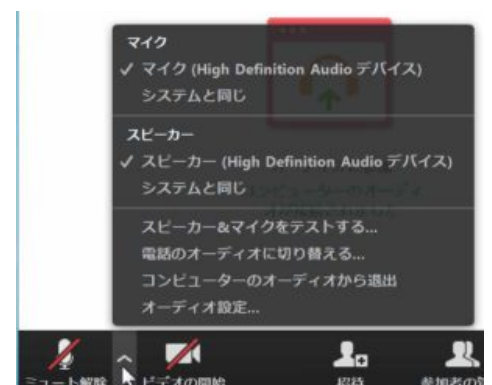 マイク
✓ マイク (High Definition Audio デバイス)
システムと同じ
スピーカー
✓ スピーカー (High Definition Audio デバイス)
システムと同じ
スピーカー&マイクをテストする...
電話のオーディオに切り替える...
コンピューターのオーディオから退出
オーディオ設定...
ミュート解除
ビデオの開始
招待
参加者の